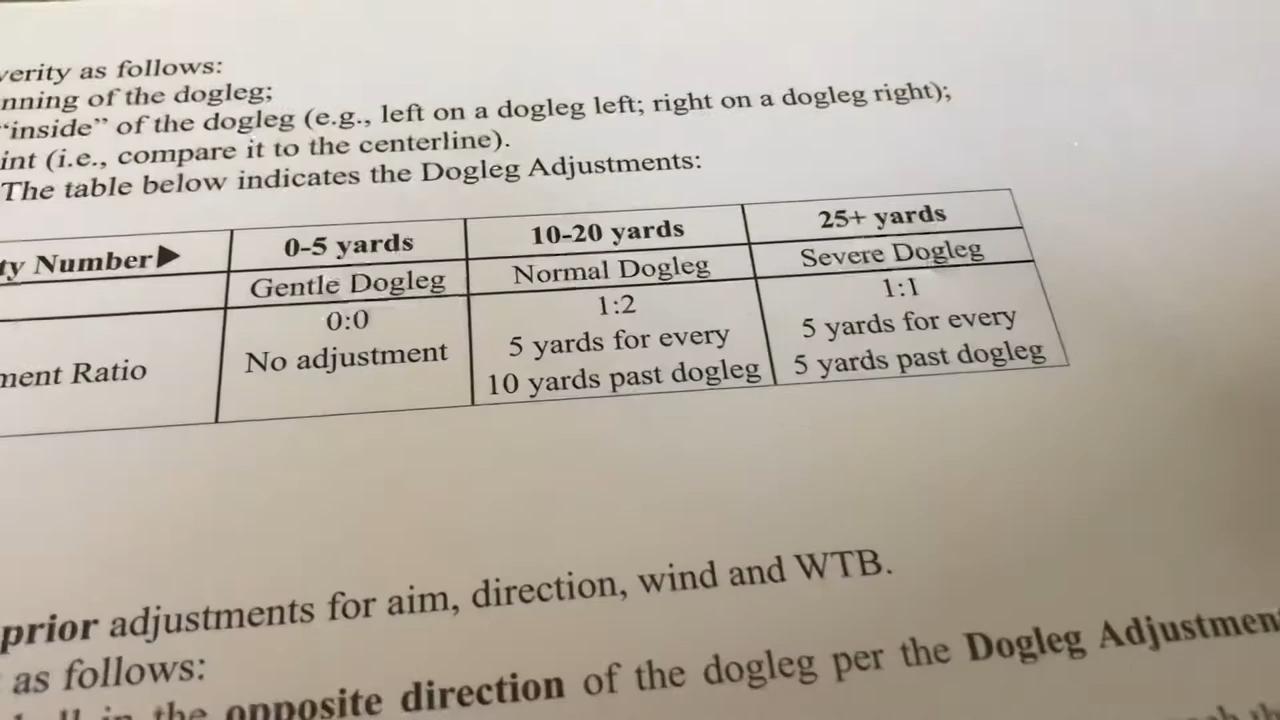 verity as follows:
nning of the dogleg;
“inside” of the dogleg (e.g., left on a dogleg left; right on a dogleg right);
int (i.e., compare it to the centerline).
The table below indicates the Dogleg Adjustments:
ty Number▶ 0-5 yards 10-20 yards 25+ yards
Gentle Dogleg Normal Dogleg Severe Dogleg
ment Ratio
0:0
No adjustment
1:2
5 yards for every
10 yards past dogleg
1:1
5 yards for every
5 yards past dogleg
prior adjustments for aim, direction, wind and WTB.
as follows:
in the opposite direction of the dogleg per the Dogleg Adjustmen